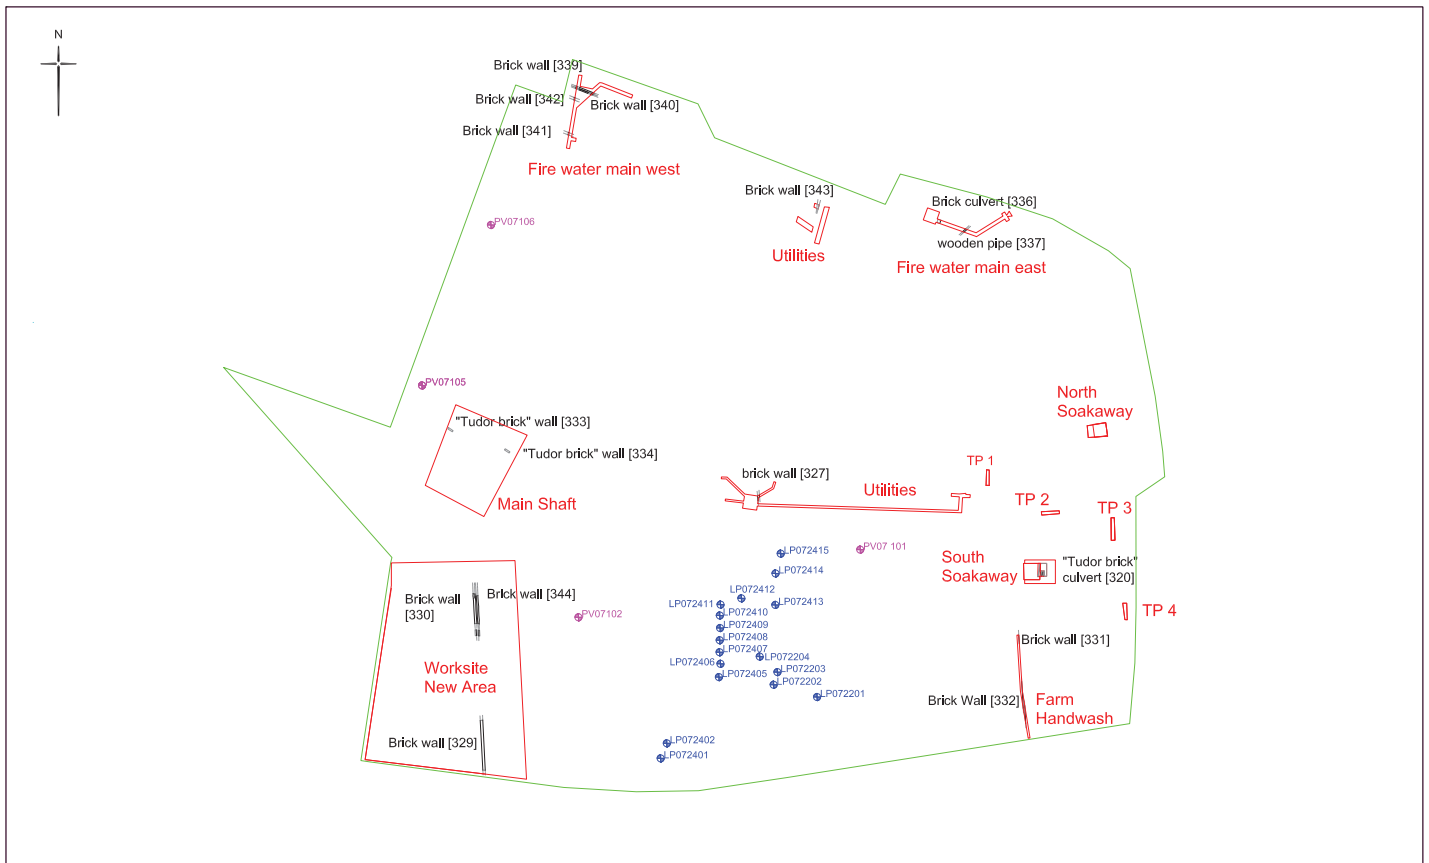 N
Brick wall [339]
Brick wall [342]
Brick wall [340]
Brick wall [341]
Fire water main west
Brick wall [343]
Utilities
Brick culvert [336]
wooden pipe [337]
Fire water main east
PV07106
PV07105
"Tudor brick" wall [333]
"Tudor brick" wall [334]
Main Shaft
North
Soakaway
brick wall [327]
Utilities
TP 1
TP 2
TP 3
PV07 101
South
Soakaway
"Tudor brick"
culvert [320]
TP 4
LP072415
LP072414
LP072412
LP072411
LP072413
LP072410
LP072409
LP072408
LP072407
LP072406
LP072405
LP072204
LP072203
LP072202
LP072201
LP072402
LP072401
PV07102
Brick wall
[330]
Brick wall [344]
Worksite
New Area
Brick wall [329]
Brick wall [331]
Brick Wall [332]
Farm
Handwash